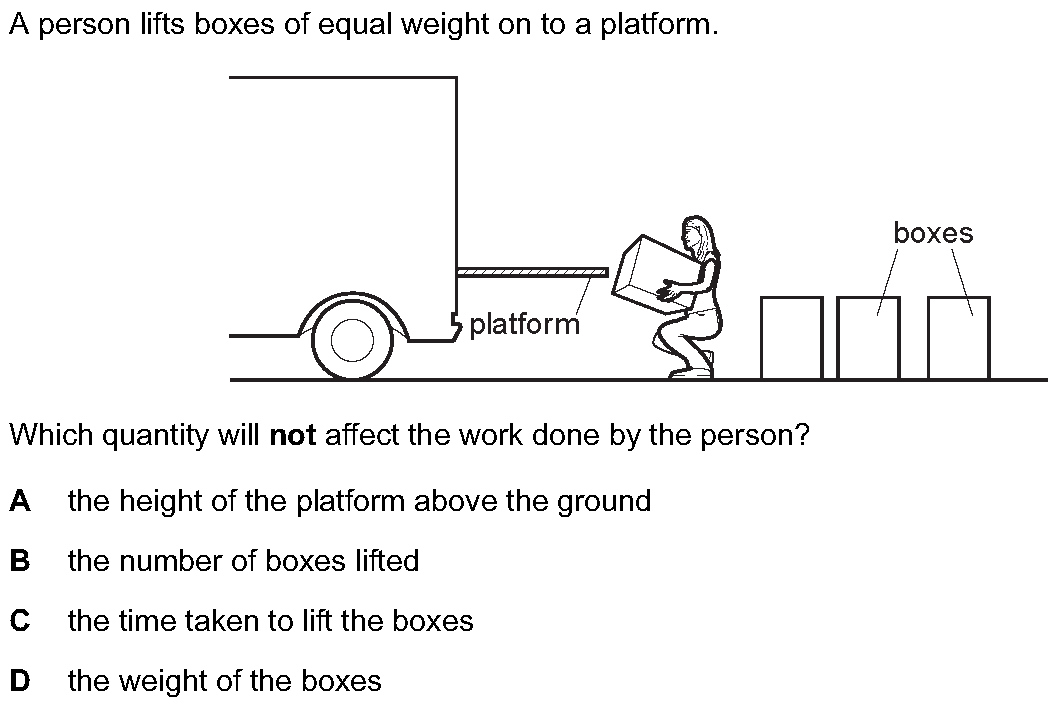 A person lifts boxes of equal weight on to a platform.
boxes
platform
Which quantity will not affect the work done by the person?
A the height of the platform above the ground
B the number of boxes lifted
C the time taken to lift the boxes
D the weight of the boxes